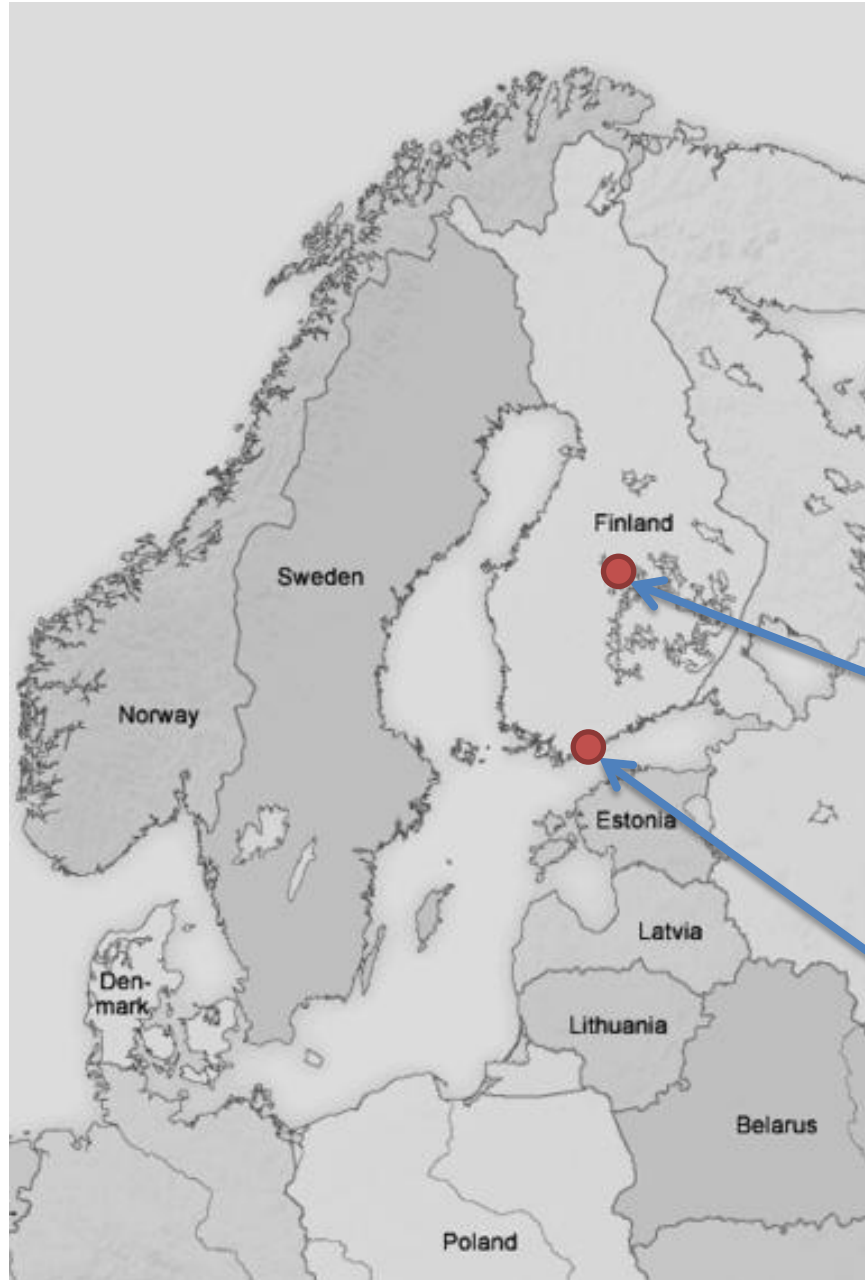 Finland
Sweden
Norway
Estonia
Latvia
Den-
mark
Lithuania
Belarus
Poland